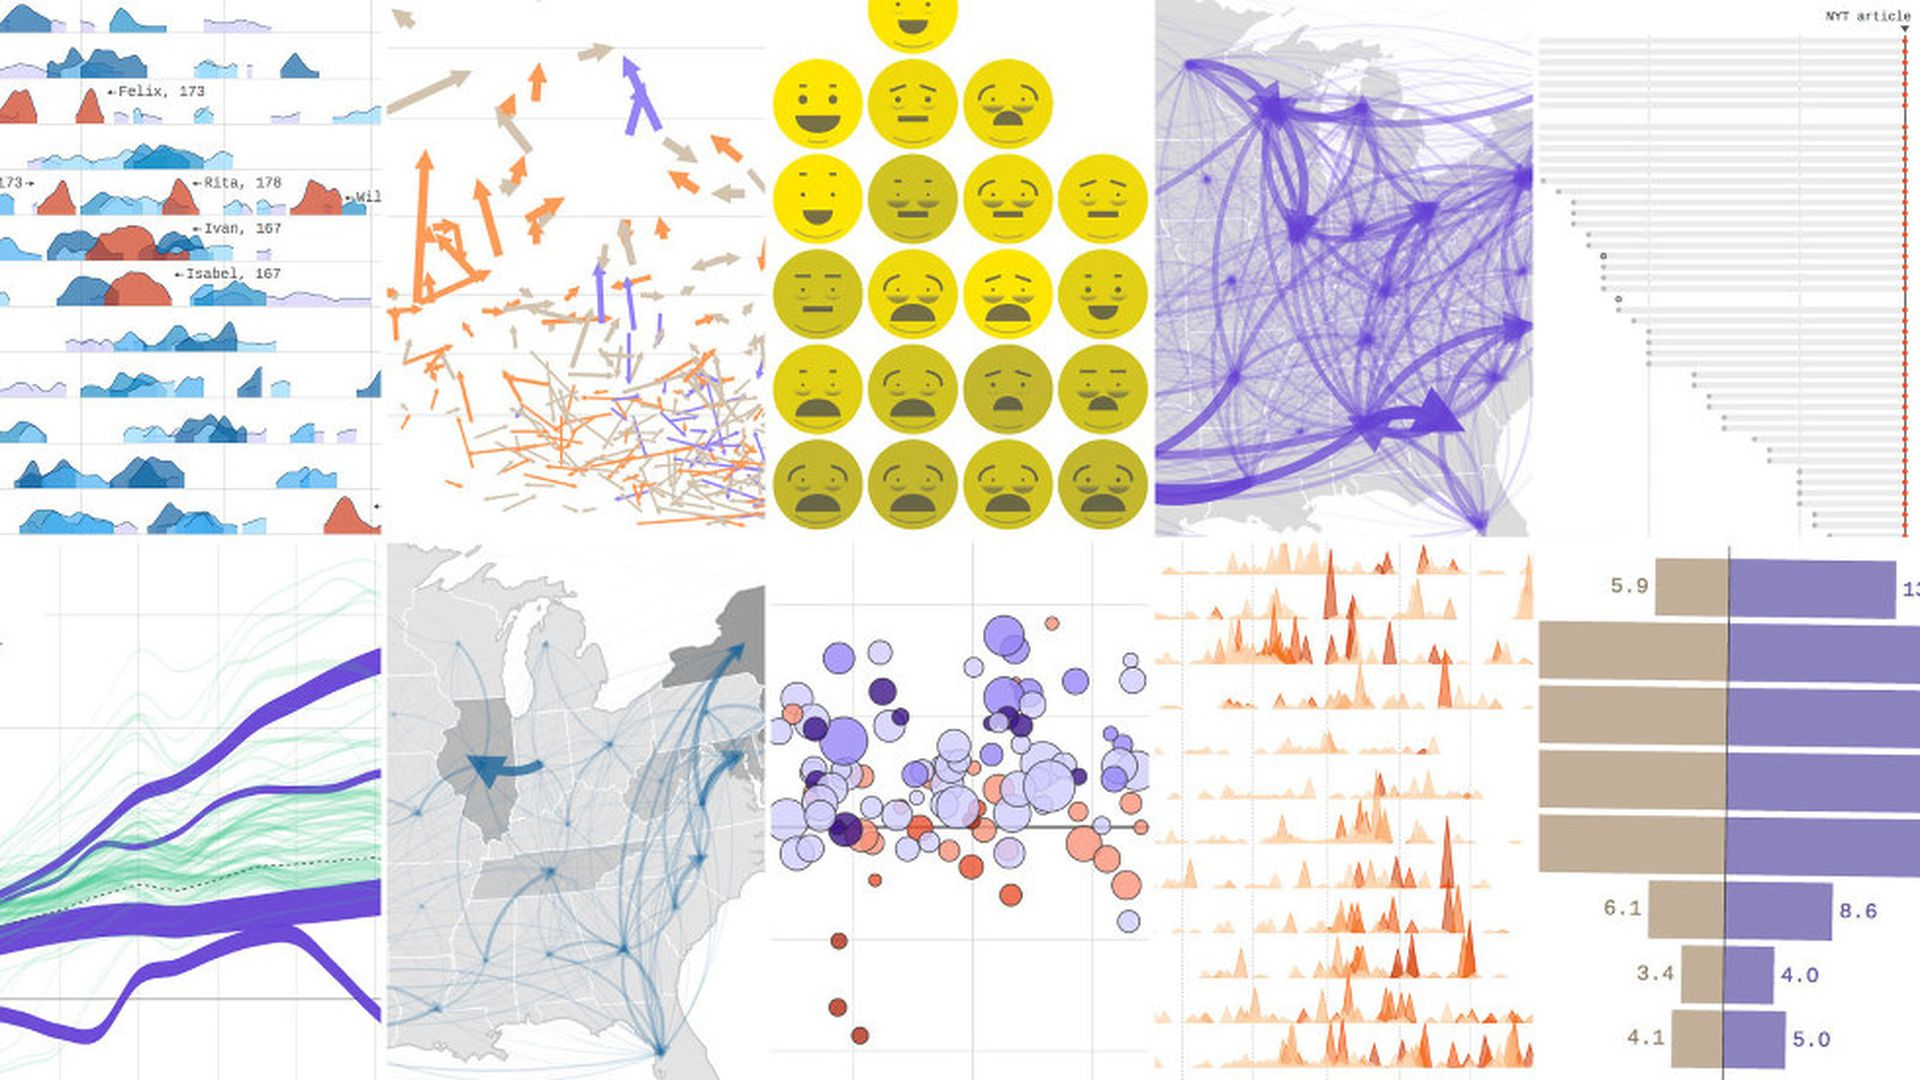 NYT article
←Felix, 173
173→
←Rita, 178
←Wil
←Ivan, 167
←Isabel, 167
5.9
13
6.1
8.6
3.4
4.0
4.1
5.0